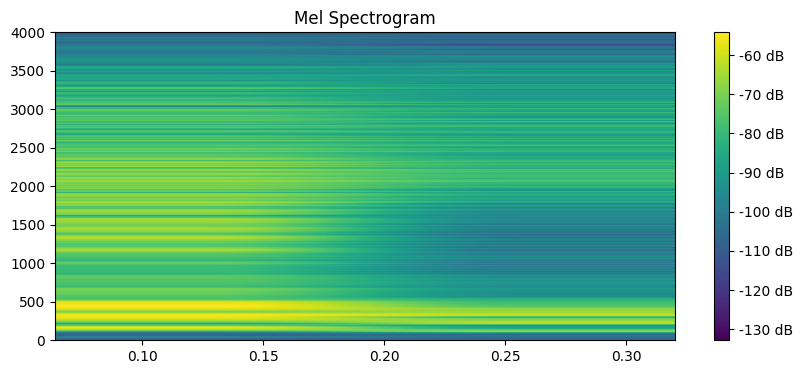 Mel Spectrogram
4000
3500
3000
2500
2000
1500
1000
500
0
0.10 0.15 0.20 0.25 0.30
-60 dB
-70 dB
-80 dB
-90 dB
-100 dB
-110 dB
-120 dB
-130 dB